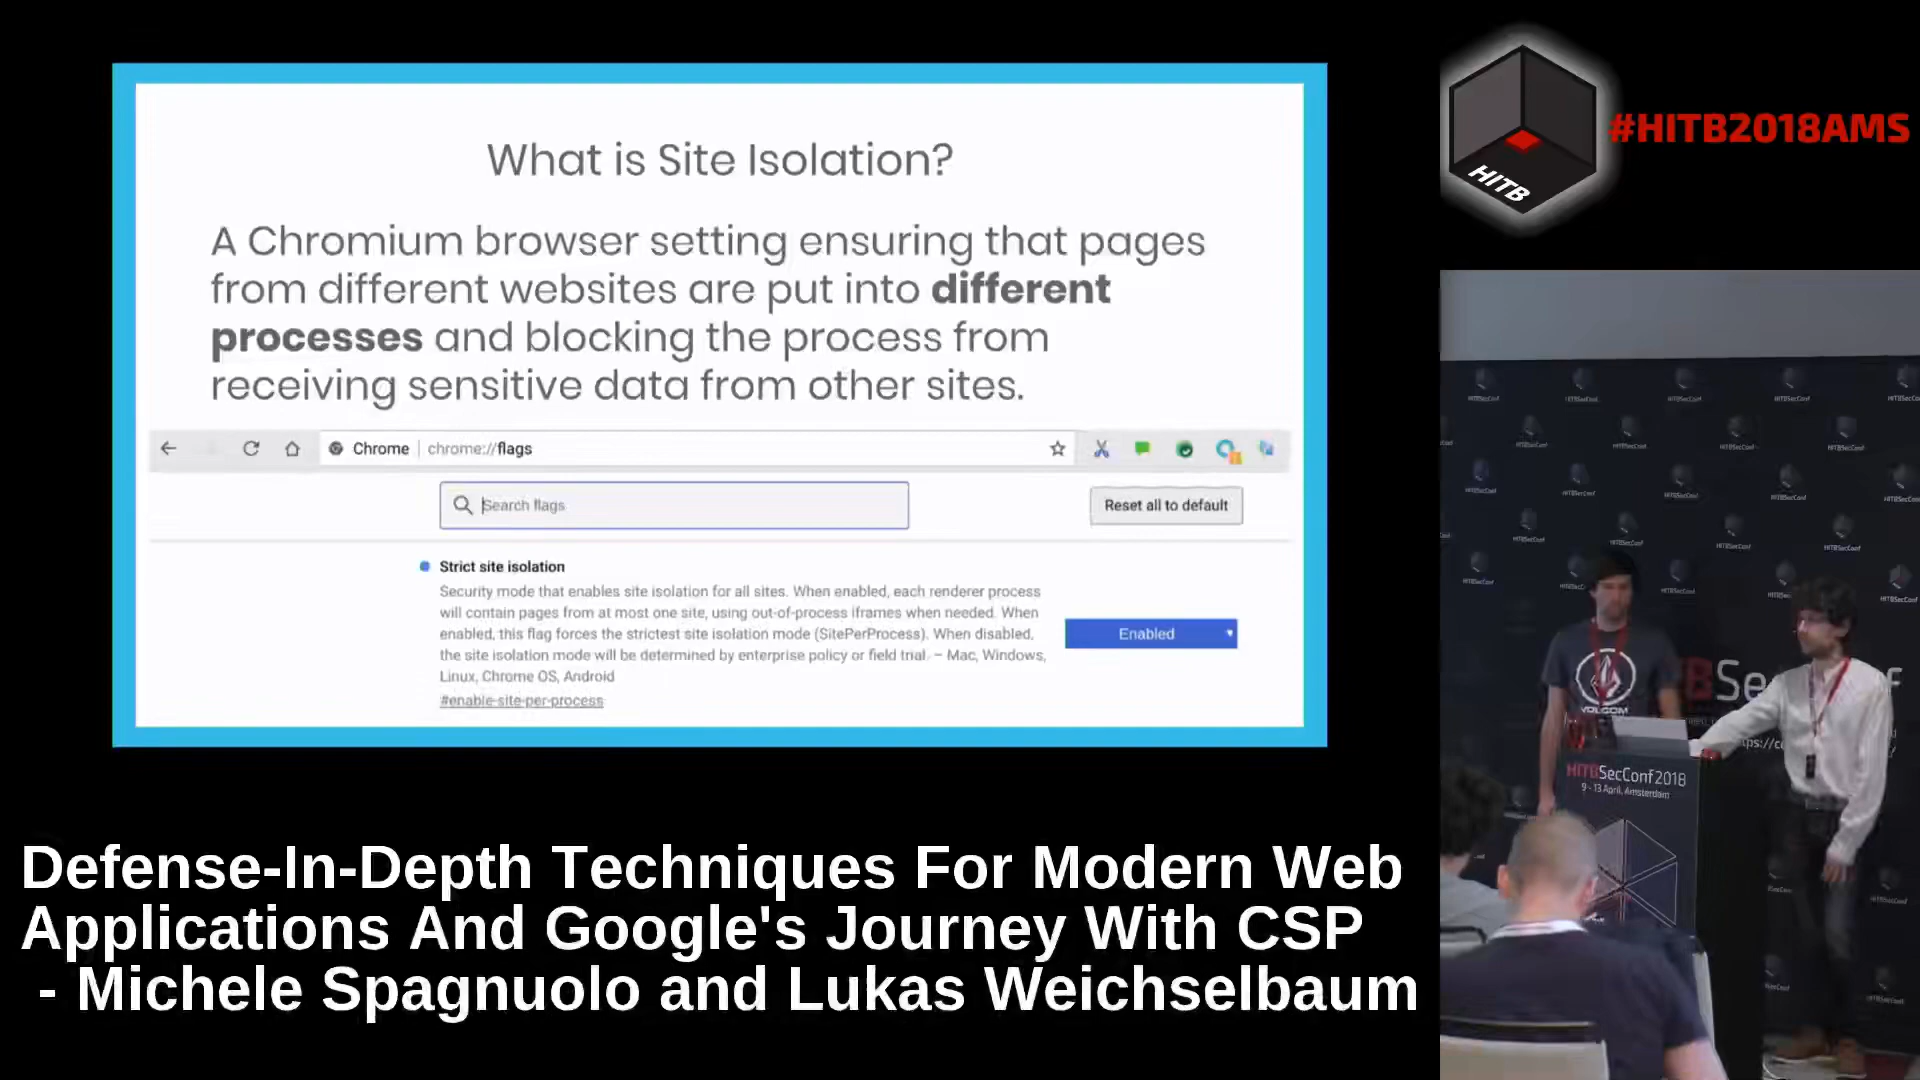 What is Site Isolation?
A Chromium browser setting ensuring that pages
from different websites are put into different
processes and blocking the process from
receiving sensitive data from other sites.
Chrome | chrome://flags
Search flags
Reset all to default
Strict site isolation
Security mode that enables site isolation for all sites. When enabled, each renderer process
will contain pages from at most one site, using out-of-process iframes when needed. When
enabled, this flag forces the strictest site isolation mode (SitePerProcess). When disabled,
the site isolation mode will be determined by enterprise policy or field trial. – Mac, Windows,
Linux, Chrome OS, Android
#enable-site-per-process
Enabled
HITB
#HITB2018AMS
VOLCOM
HITBSecConf2018
9 - 13 April, Amsterdam
Defense-In-Depth Techniques For Modern Web
Applications And Google's Journey With CSP
- Michele Spagnuolo and Lukas Weichselbaum